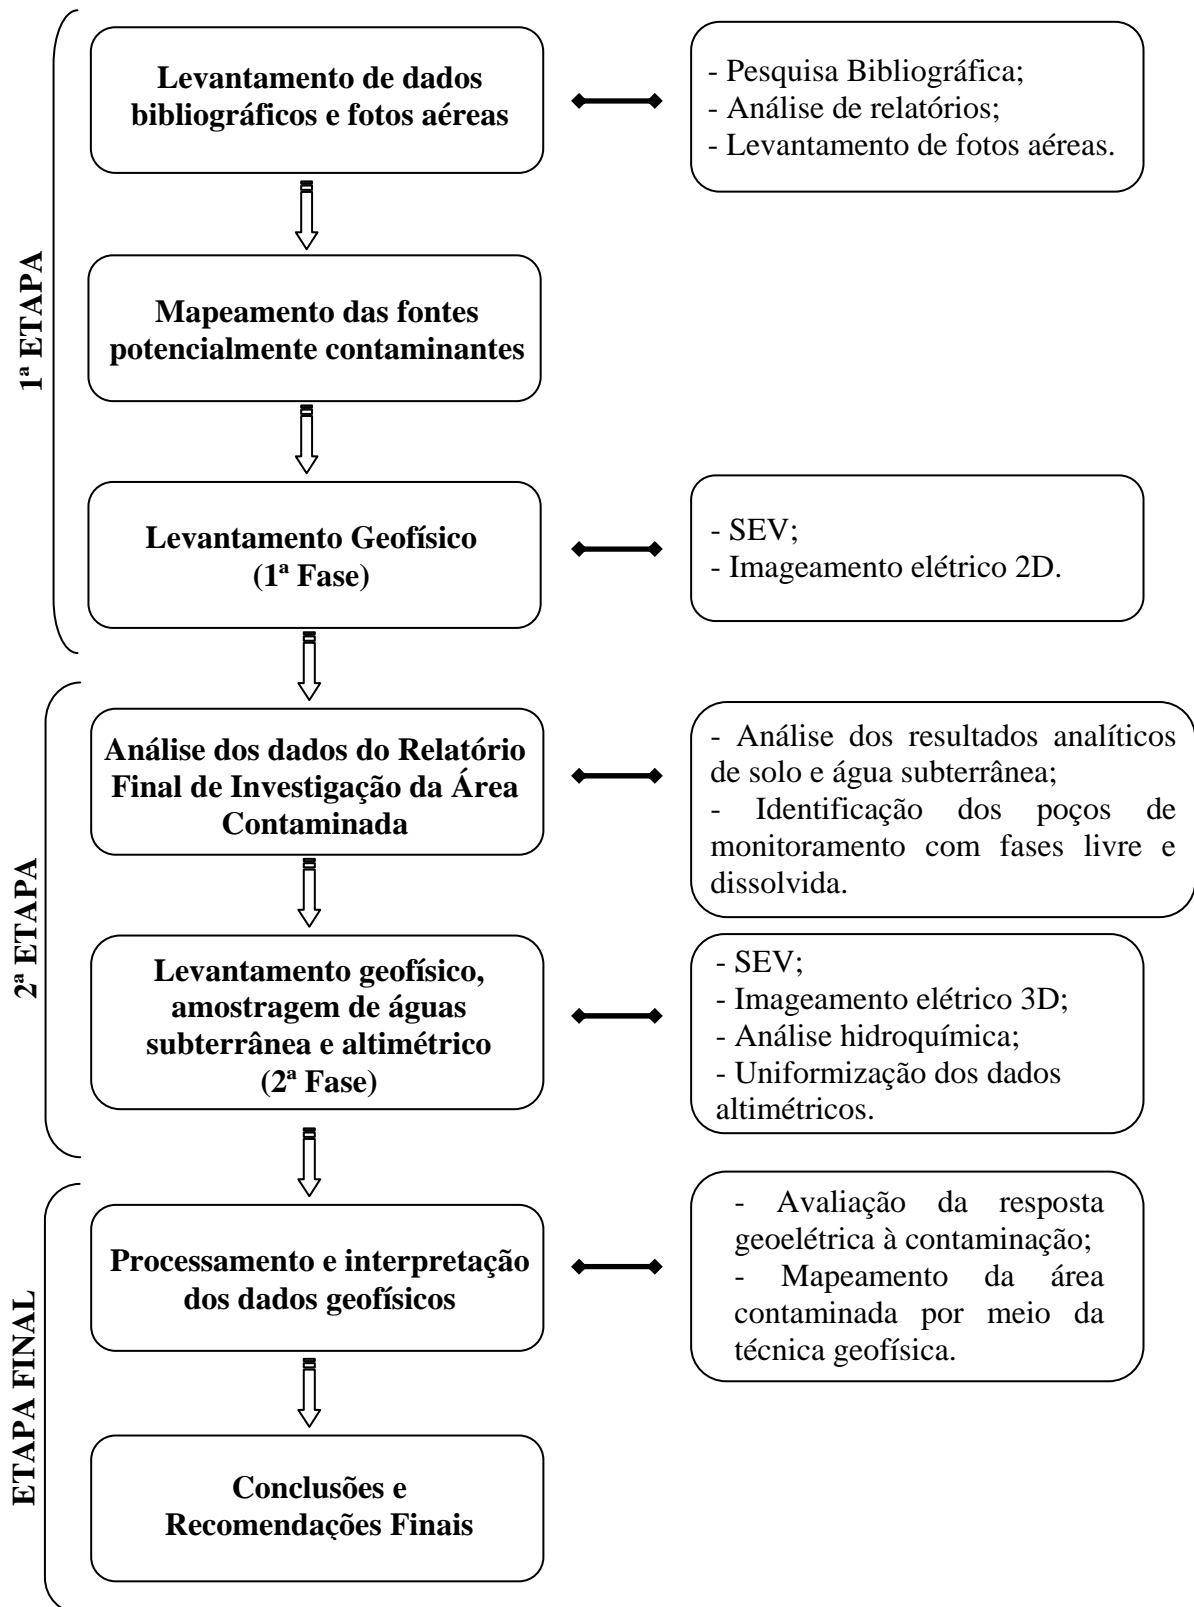 1ª ETAPA
Levantamento de dados
bibliográficos e fotos aéreas
- Pesquisa Bibliográfica;
- Análise de relatórios;
- Levantamento de fotos aéreas.
Mapeamento das fontes
potencialmente contaminantes
Levantamento Geofísico
(1ª Fase)
- SEV;
- Imageamento elétrico 2D.
2ª ETAPA
Análise dos dados do Relatório
Final de Investigação da Área
Contaminada
- Análise dos resultados analíticos
de solo e água subterrânea;
- Identificação dos poços de
monitoramento com fases livre e
dissolvida.
Levantamento geofísico,
amostragem de águas
subterrânea e altimétrico
(2ª Fase)
- SEV;
- Imageamento elétrico 3D;
- Análise hidroquímica;
- Uniformização dos dados
altimétricos.
ETAPA FINAL
Processamento e interpretação
dos dados geofísicos
- Avaliação da resposta
geoelétrica à contaminação;
- Mapeamento da área
contaminada por meio da
técnica geofísica.
Conclusões e
Recomendações Finais